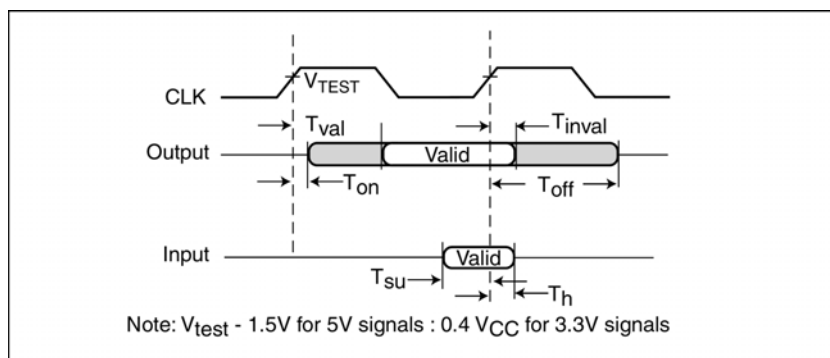 VTEST
CLK
Tval
Tinval
Output
Valid
Ton
Toff
Input
Valid
Tsu
Th
Note: Vtest - 1.5V for 5V signals : 0.4 VCC for 3.3V signals